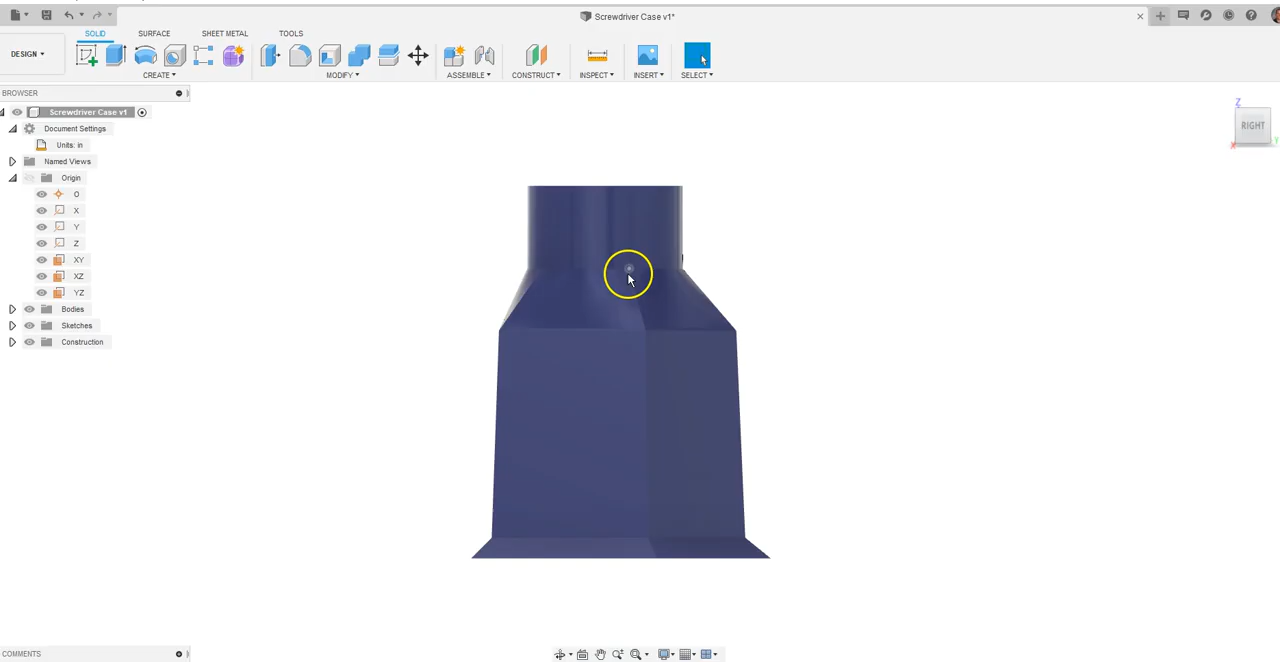 Screwdriver Case v1*
SOLID SURFACE SHEET METAL TOOLS
DESIGN
CREATE MODIFY ASSEMBLE CONSTRUCT INSPECT INSERT SELECT
BROWSER
Screwdriver Case v1
Document Settings
Units: in
Named Views
Origin
O
X
Y
Z
XY
XZ
YZ
Bodies
Sketches
Construction
Z
RIGHT
X
Y
COMMENTS